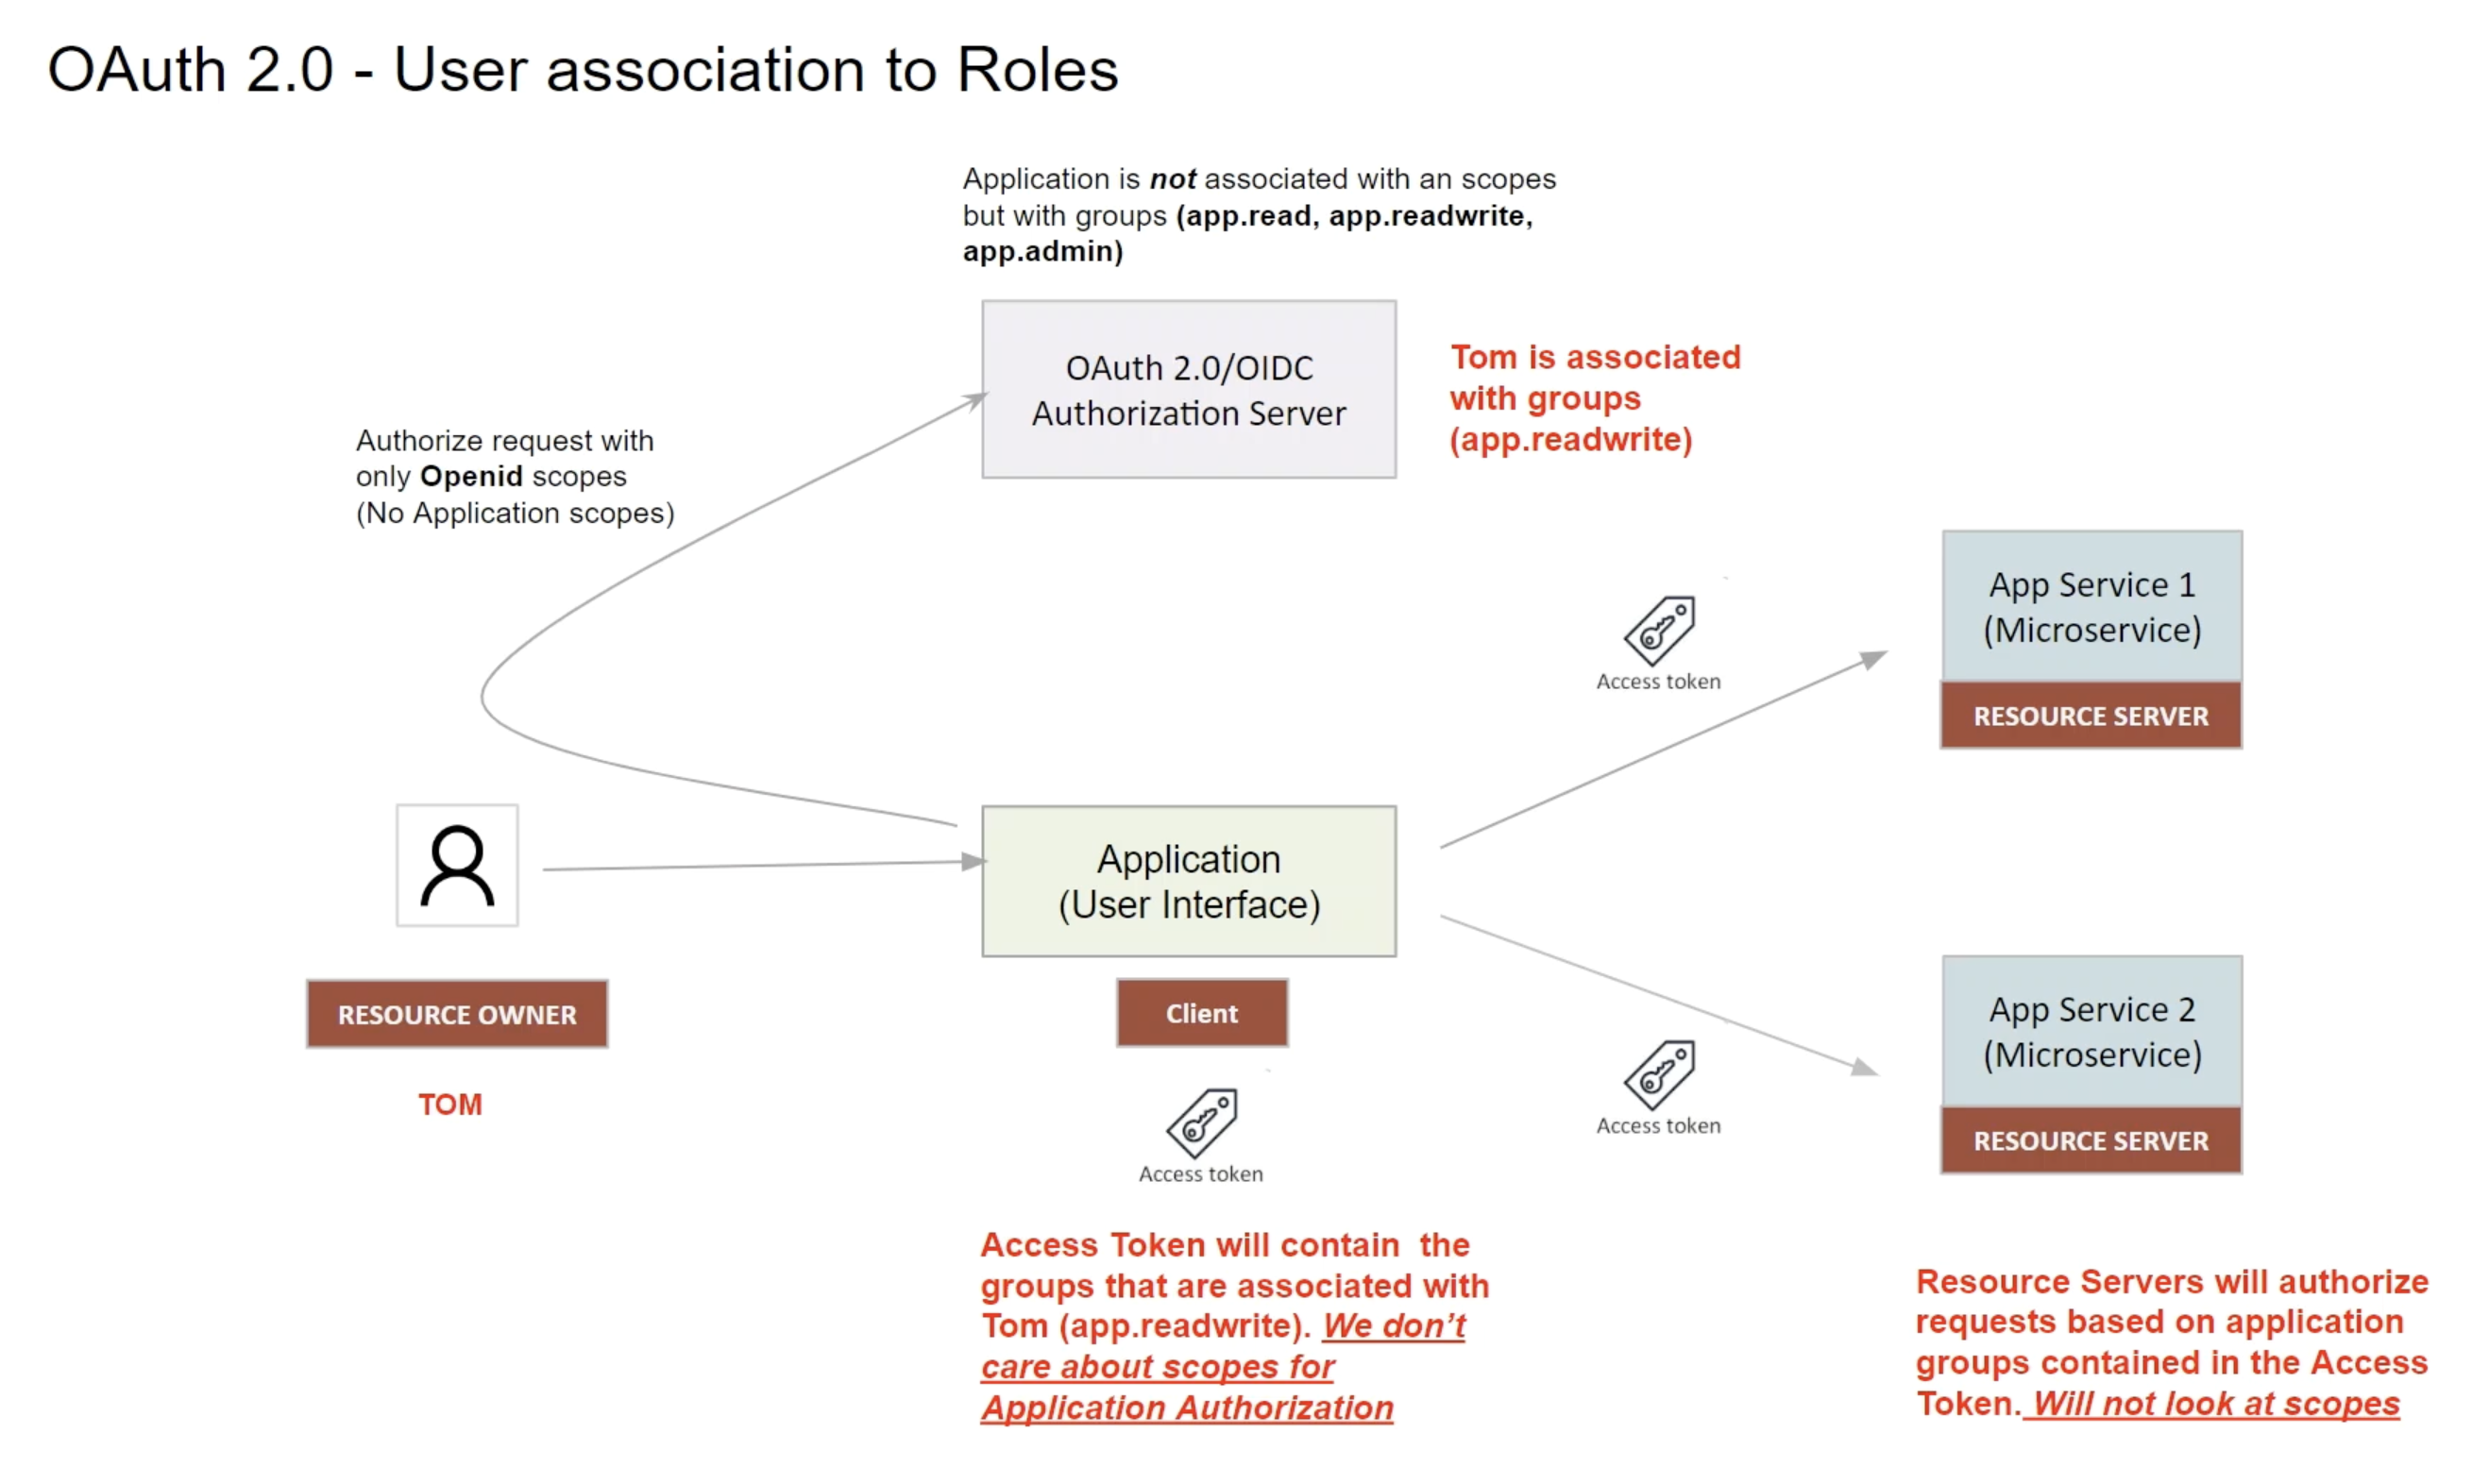 OAuth 2.0 - User association to Roles
Application is not associated with an scopes
but with groups (app.read, app.readwrite,
app.admin)
OAuth 2.0/OIDC
Authorization Server
Tom is associated
with groups
(app.readwrite)
Authorize request with
only Openid scopes
(No Application scopes)
App Service 1
(Microservice)
RESOURCE SERVER
Access token
Application
(User Interface)
RESOURCE OWNER
TOM
Client
Access token
Access token
App Service 2
(Microservice)
RESOURCE SERVER
Access Token will contain the
groups that are associated with
Tom (app.readwrite). We don't
care about scopes for
Application Authorization
Resource Servers will authorize
requests based on application
groups contained in the Access
Token. Will not look at scopes